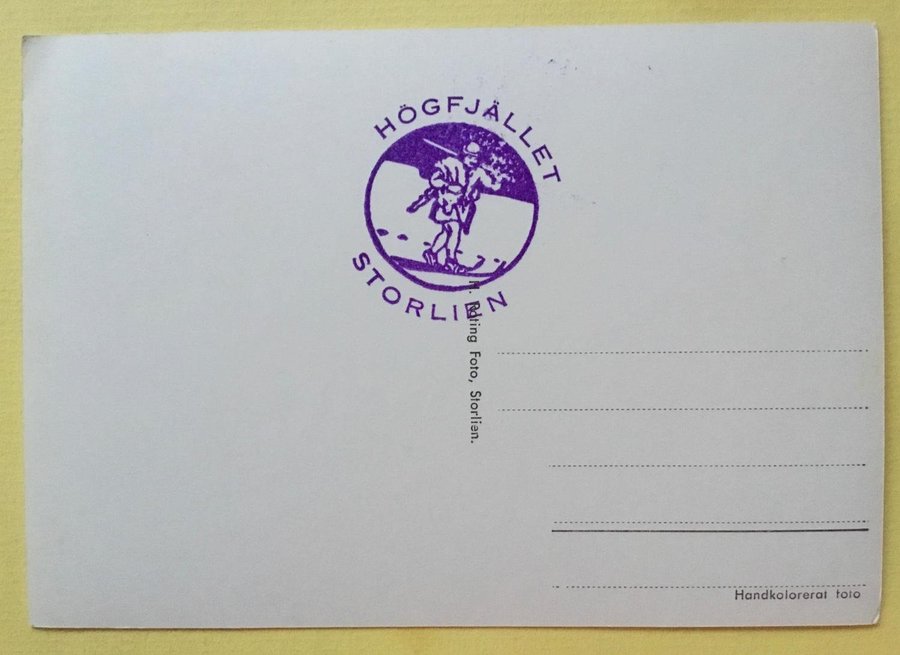 HÖGFJÄLLET
STORLIEN
Foto, Storlien.
Handkolorerat foto